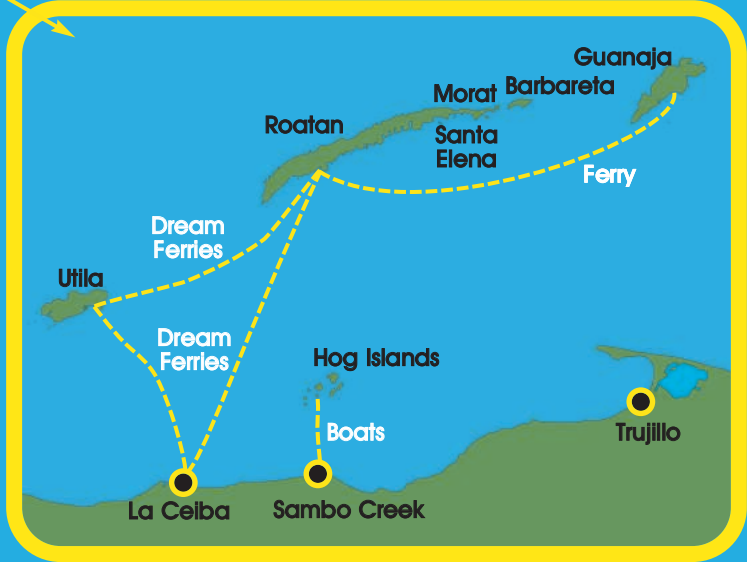 Guanaja
Barbareta
Morat
Roatan
Santa
Elena
Ferry
Dream
Ferries
Utila
Dream
Ferries
Hog Islands
Boats
Trujillo
La Ceiba
Sambo Creek